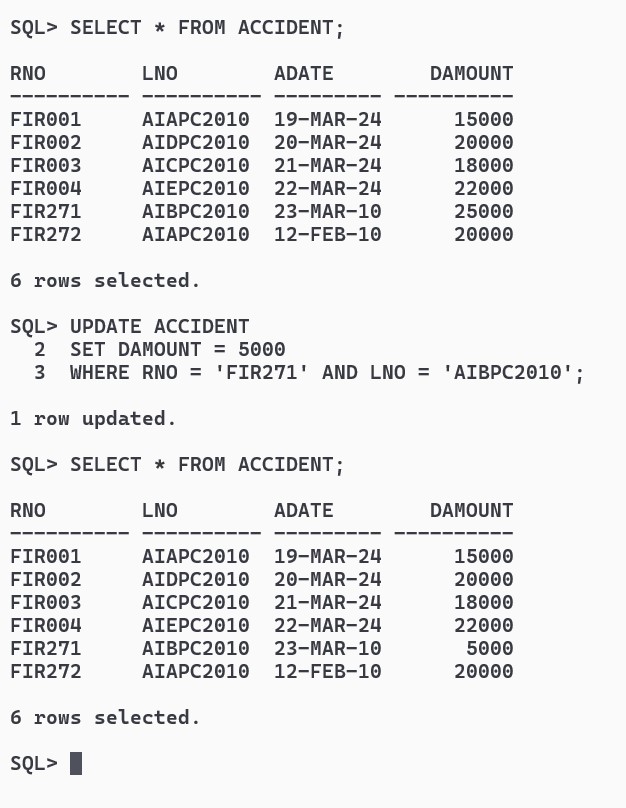 SQL> SELECT * FROM ACCIDENT;
RNO        LNO        ADATE        DAMOUNT
---------- ---------- --------- ----------
FIR001     AIAPC2010  19-MAR-24      15000
FIR002     AIDPC2010  20-MAR-24      20000
FIR003     AICPC2010  21-MAR-24      18000
FIR004     AIEPC2010  22-MAR-24      22000
FIR271     AIBPC2010  23-MAR-10      25000
FIR272     AIAPC2010  12-FEB-10      20000
6 rows selected.
SQL> UPDATE ACCIDENT
  2  SET DAMOUNT = 5000
  3  WHERE RNO = 'FIR271' AND LNO = 'AIBPC2010';
1 row updated.
SQL> SELECT * FROM ACCIDENT;
RNO        LNO        ADATE        DAMOUNT
---------- ---------- --------- ----------
FIR001     AIAPC2010  19-MAR-24      15000
FIR002     AIDPC2010  20-MAR-24      20000
FIR003     AICPC2010  21-MAR-24      18000
FIR004     AIEPC2010  22-MAR-24      22000
FIR271     AIBPC2010  23-MAR-10       5000
FIR272     AIAPC2010  12-FEB-10      20000
6 rows selected.
SQL>